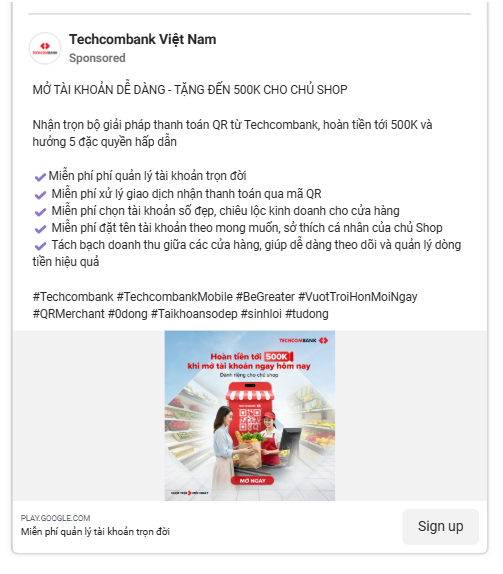 TECHCOMBANK
Techcombank Việt Nam
Sponsored
MỞ TÀI KHOẢN DỄ DÀNG - TẶNG ĐẾN 500K CHO CHỦ SHOP
Nhận trọn bộ giải pháp thanh toán QR từ Techcombank, hoàn tiền tới 500K và
hưởng 5 đặc quyền hấp dẫn
Miễn phí phí quản lý tài khoản trọn đời
Miễn phí xử lý giao dịch nhận thanh toán qua mã QR
Miễn phí chọn tài khoản số đẹp, chiêu lộc kinh doanh cho cửa hàng
Miễn phí đặt tên tài khoản theo mong muốn, sở thích cá nhân của chủ Shop
Tách bạch doanh thu giữa các cửa hàng, giúp dễ dàng theo dõi và quản lý dòng
tiền hiệu quả
#Techcombank #TechcombankMobile #BeGreater #VuotTroiHonMoiNgay
#QRMerchant #0dong #Taikhoansodep #sinhloi #tudong
TECHCOMBANK
Hoàn tiền tới 500K
khi mở tài khoản ngay hôm nay
Dành riêng cho chủ shop
MỞ NGAY
PLAY.GOOGLE.COM
Miễn phí quản lý tài khoản trọn đời
Sign up